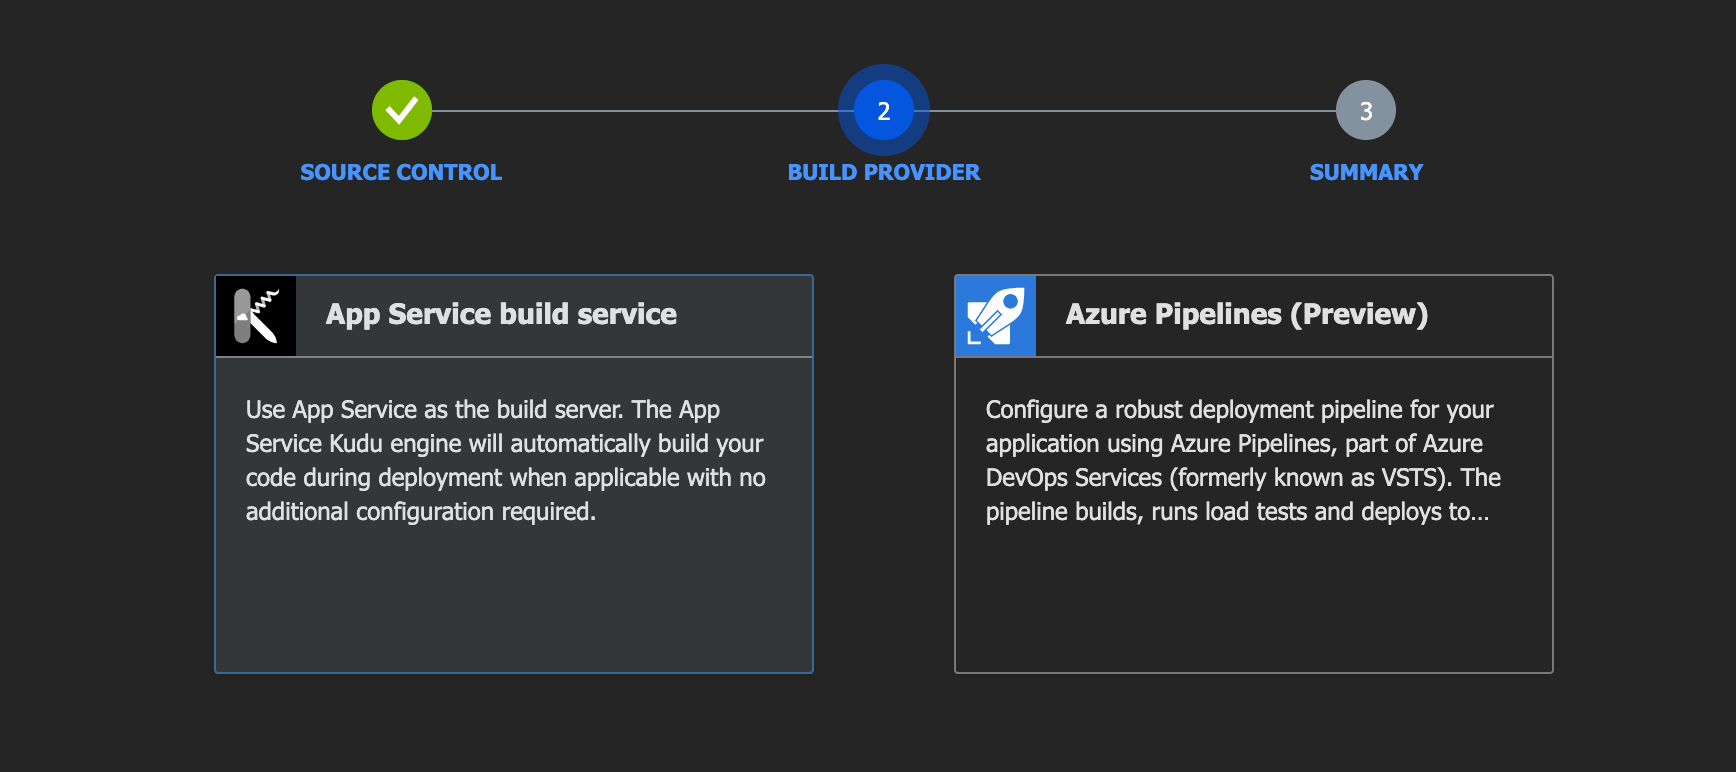 2
3
SOURCE CONTROL
BUILD PROVIDER
SUMMARY
App Service build service
Use App Service as the build server. The App
Service Kudu engine will automatically build your
code during deployment when applicable with no
additional configuration required.
Azure Pipelines (Preview)
Configure a robust deployment pipeline for your
application using Azure Pipelines, part of Azure
DevOps Services (formerly known as VSTS). The
pipeline builds, runs load tests and deploys to...